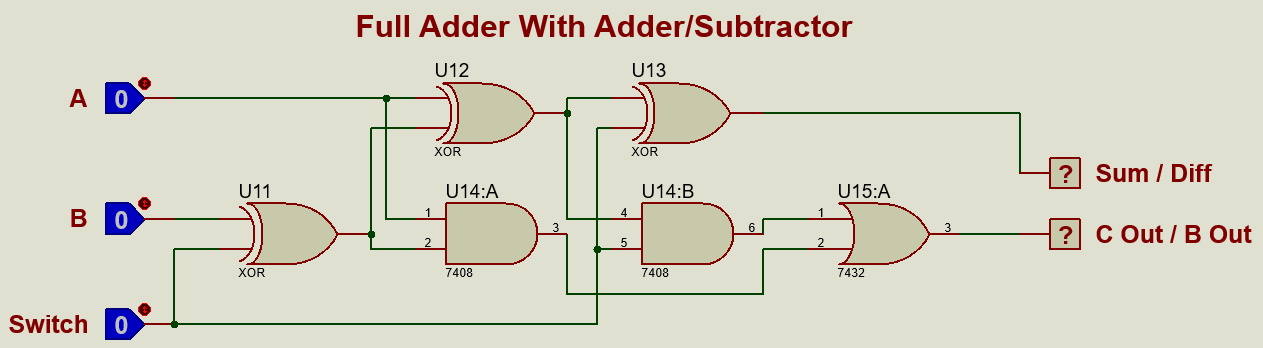 Full Adder With Adder/Subtractor
U12
U13
A
0
XOR
XOR
?
Sum / Diff
U11
U14:A
U14:B
U15:A
B
0
1
2
3
4
5
6
1
2
3
?
C Out / B Out
XOR
7408
7408
7432
Switch
0